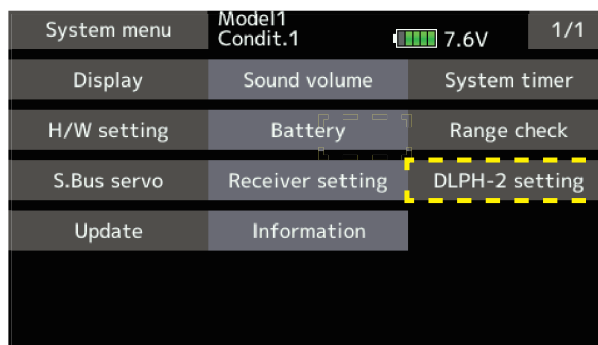 System menu Model1 Condit.1 7.6V 1/1
Display Sound volume System timer
H/W setting Battery Range check
S.Bus servo Receiver setting DLPH-2 setting
Update Information